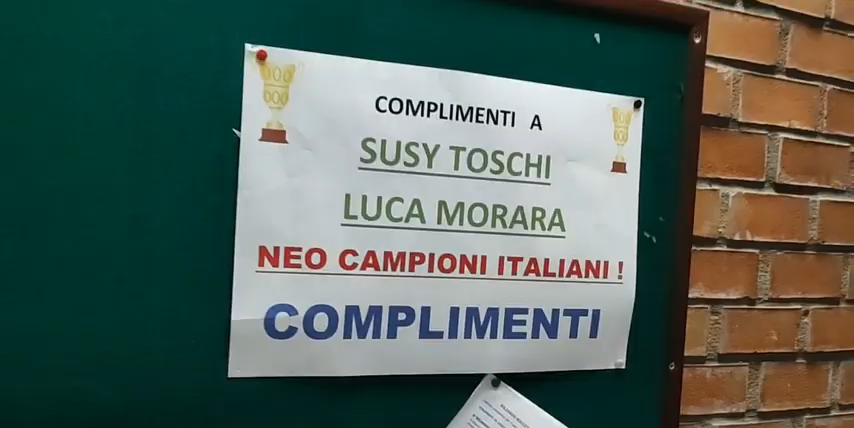 COMPLIMENTI A
SUSY TOSCHI
LUCA MORARA
NEO CAMPIONI ITALIANI !
COMPLIMENTI